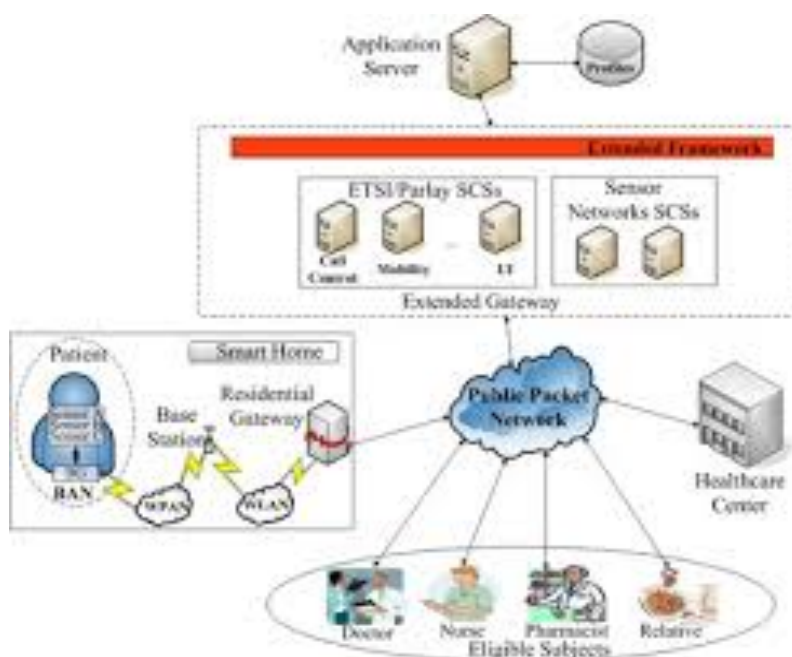 Application
Server
Profiles
Extended Framework
ETSI/Parlay SCSs
Call
Control
Mobility
...
UI
Sensor
Networks SCSs
Extended Gateway
Patient
Smart Home
Residential
Gateway
Base
Station
BAN
WPAN
WLAN
Public Packet
Network
Healthcare
Center
Doctor
Nurse
Pharmacist
Relative
Eligible Subjects